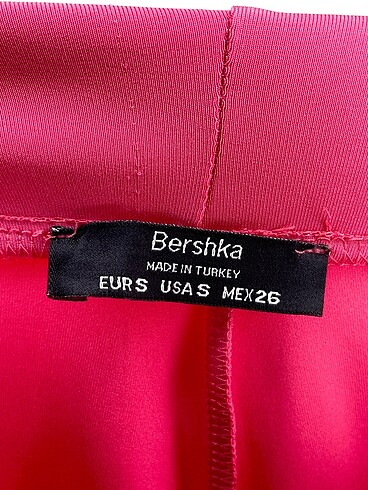 Bershka
MADE IN TURKEY
EUR S USA S MEX 26